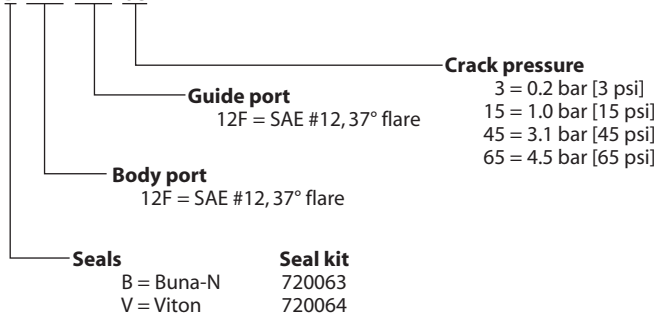 Crack pressure
3 = 0.2 bar [3 psi]
15 = 1.0 bar [15 psi]
45 = 3.1 bar [45 psi]
65 = 4.5 bar [65 psi]
Guide port
12F = SAE #12, 37° flare
Body port
12F = SAE #12, 37° flare
Seals Seal kit
B = Buna-N 720063
V = Viton 720064